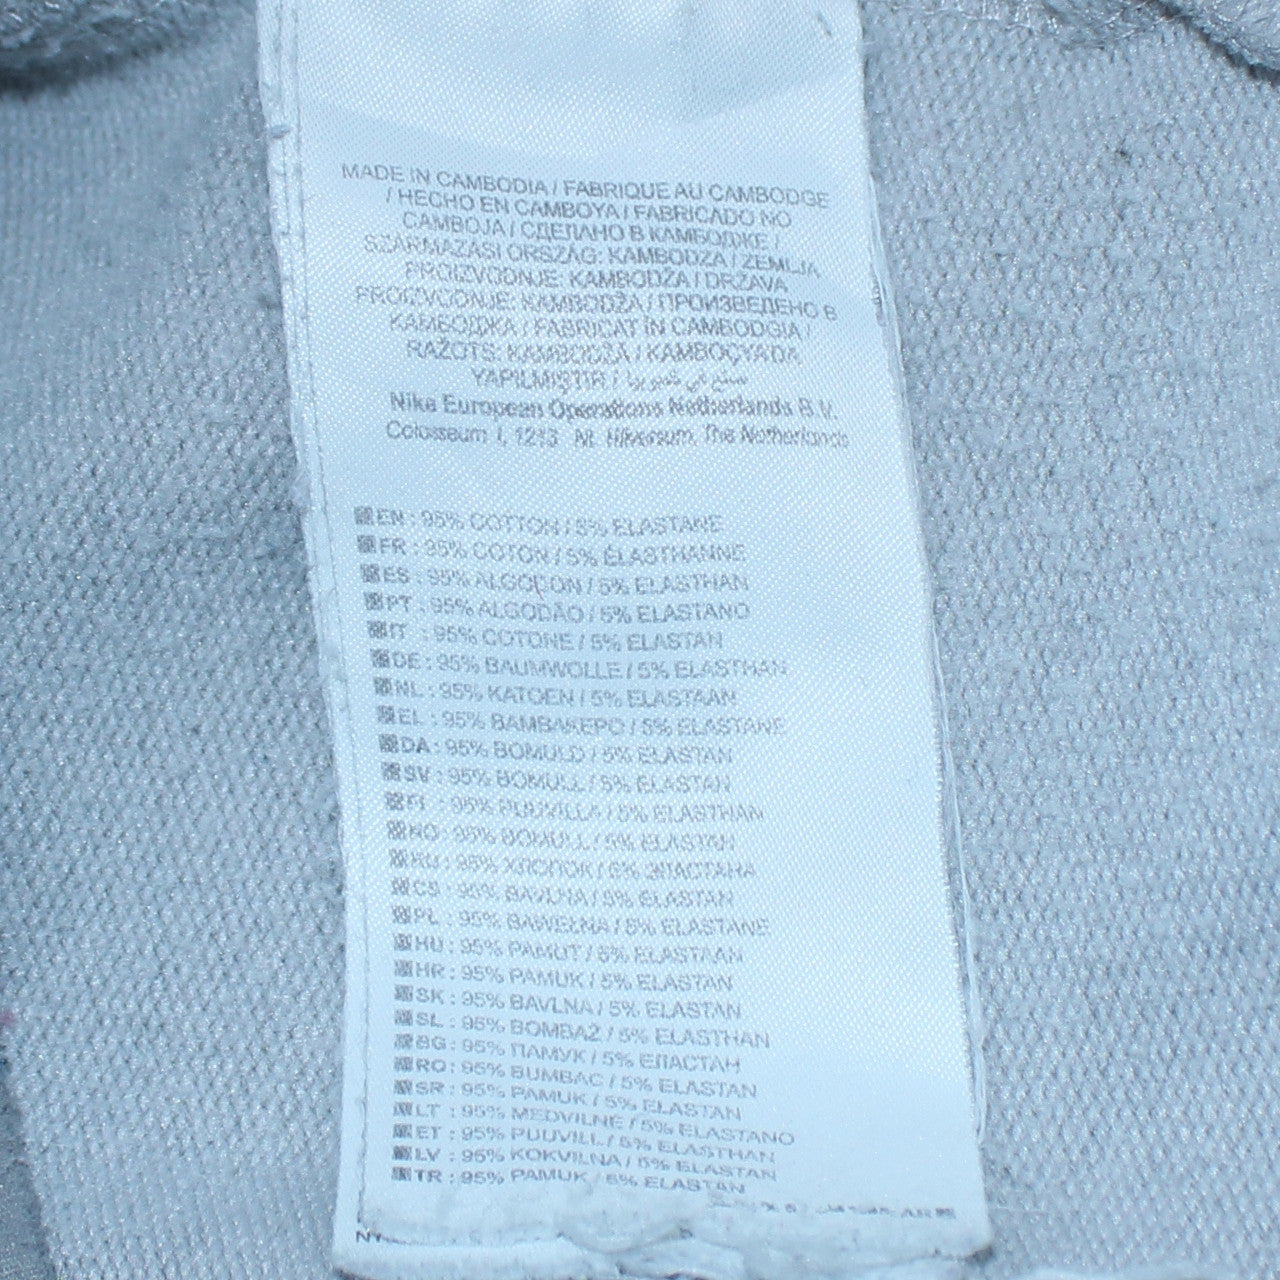 MADE IN CAMBODIA / FABRIQUE AU CAMBODGE
/ HECHO EN CAMBOYA / FABRICADO NO
CAMBOJA / СДЕЛАНО В КАМБОДЖЕ /
SZÁRMAZÁSI ORSZÁG: KAMBODZA / ZEMLJA
PROIZVODNJE: KAMBODŽA / DRŽAVA
PROIZVODNJE: KAMBODŽA / ПРОИЗВЕДЕНО В
КАМБОДЖА / FABRICAT ÎN CAMBODGIA /
RAŽOTS: KAMBODŽĀ / KAMBOÇYADA
YAPILMIŞTIR / صنع في
Nike European Operations Netherlands B.V.
Colosseum 1, 1213 NL Hilversum, The Netherlands
EN : 95% COTTON / 5% ELASTANE
FR : 95% COTON / 5% ÉLASTHANNE
ES : 95% ALGODON / 5% ELASTHAN
PT : 95% ALGODÃO / 5% ELASTANO
IT : 95% COTONE / 5% ELASTAN
DE : 95% BAUMWOLLE / 5% ELASTHAN
NL : 95% KATOEN / 5% ELASTAAN
EL : 95% ΒΑΜΒΑΚΕΡΟ / 5% ELASTANE
DA : 95% BOMULD / 5% ELASTAN
SV : 95% BOMULL / 5% ELASTAN
FI : 95% PUUVILLA / 5% ELASTHAN
NO : 95% BOMULL / 5% ELASTAN
RU : 95% ХЛОПОК / 5% ЭЛАСТАНА
CS : 95% BAVLNA / 5% ELASTAN
PL : 95% BAWEŁNA / 5% ELASTANE
HU : 95% PAMUT / 5% ELASTAAN
HR : 95% PAMUK / 5% ELASTAN
SK : 95% BAVLNA / 5% ELASTAN
SL : 95% BOMBAŽ / 5% ELASTHAN
BG : 95% ПАМУК / 5% ЕЛАСТАН
RO : 95% BUMBAC / 5% ELASTAN
SR : 95% PAMUK / 5% ELASTAN
LT : 95% MEDVILNE / 5% ELASTANO
ET : 95% PUUVILL / 5% ELASTHAN
LV : 95% KOKVILNA / 5% ELASTAN
TR : 95% PAMUK / 5% ELASTAN